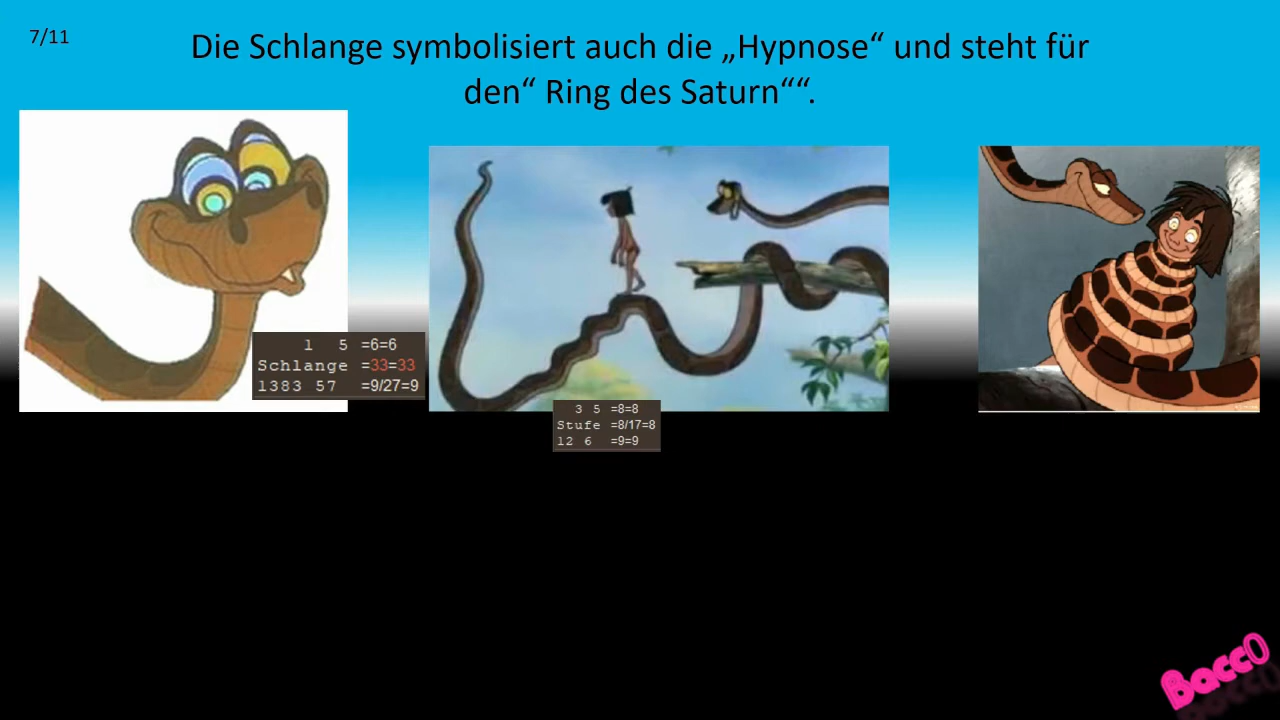 7/11
Die Schlange symbolisiert auch die „Hypnose“ und steht für
den“ Ring des Saturn““.
1 5 =6=6
Schlange =33=33
1383 57 =9/27=9
3 5 =8=8
Stufe =8/17=8
12 6 =9=9
BaccO